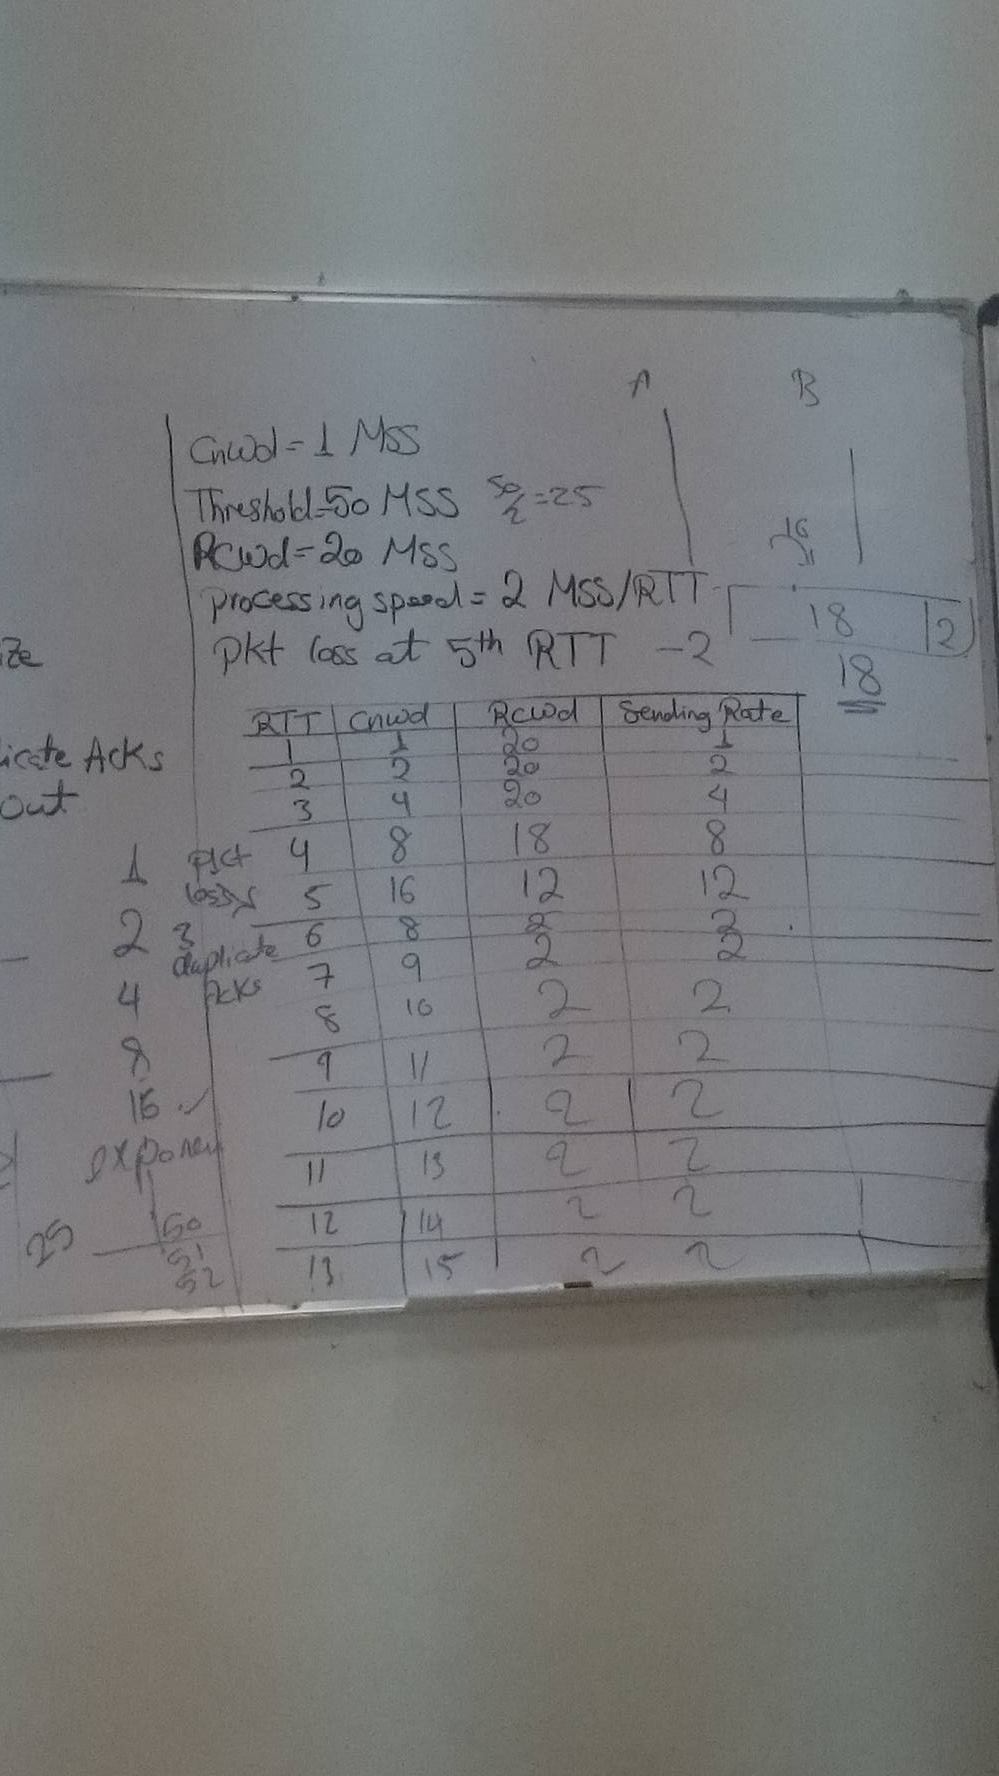 A B
Cnwd = 1 MSS
Threshold = 50 MSS 50/2 = 25
Rcwd = 20 MSS
16
processing speed = 2 MSS/RTT
18 2
pkt loss at 5th RTT - 2
18
ize
RTT Cnwd Rcwd Sending Rate
1 1 20 1
icate Acks
2 2 20 2
out
3 4 20 4
1 pkt 4 8 18 8
loss 5 16 12 12
2 3 6 8 2 2
duplicate 7 9 2 2
4 Acks 8 10 2 2
8 9 11 2 2
16 10 12 2 2
exponen 11 13 2 2
25 50 12 14 2 2
51
52 13 15 2 2